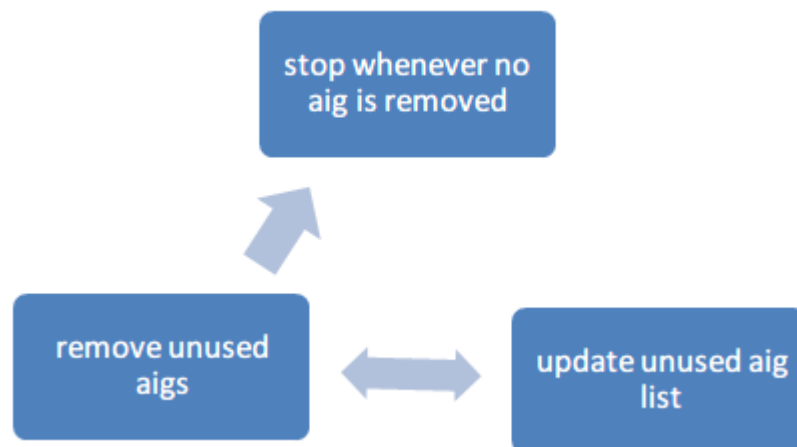 stop whenever no
aig is removed
remove unused
aigs
update unused aig
list